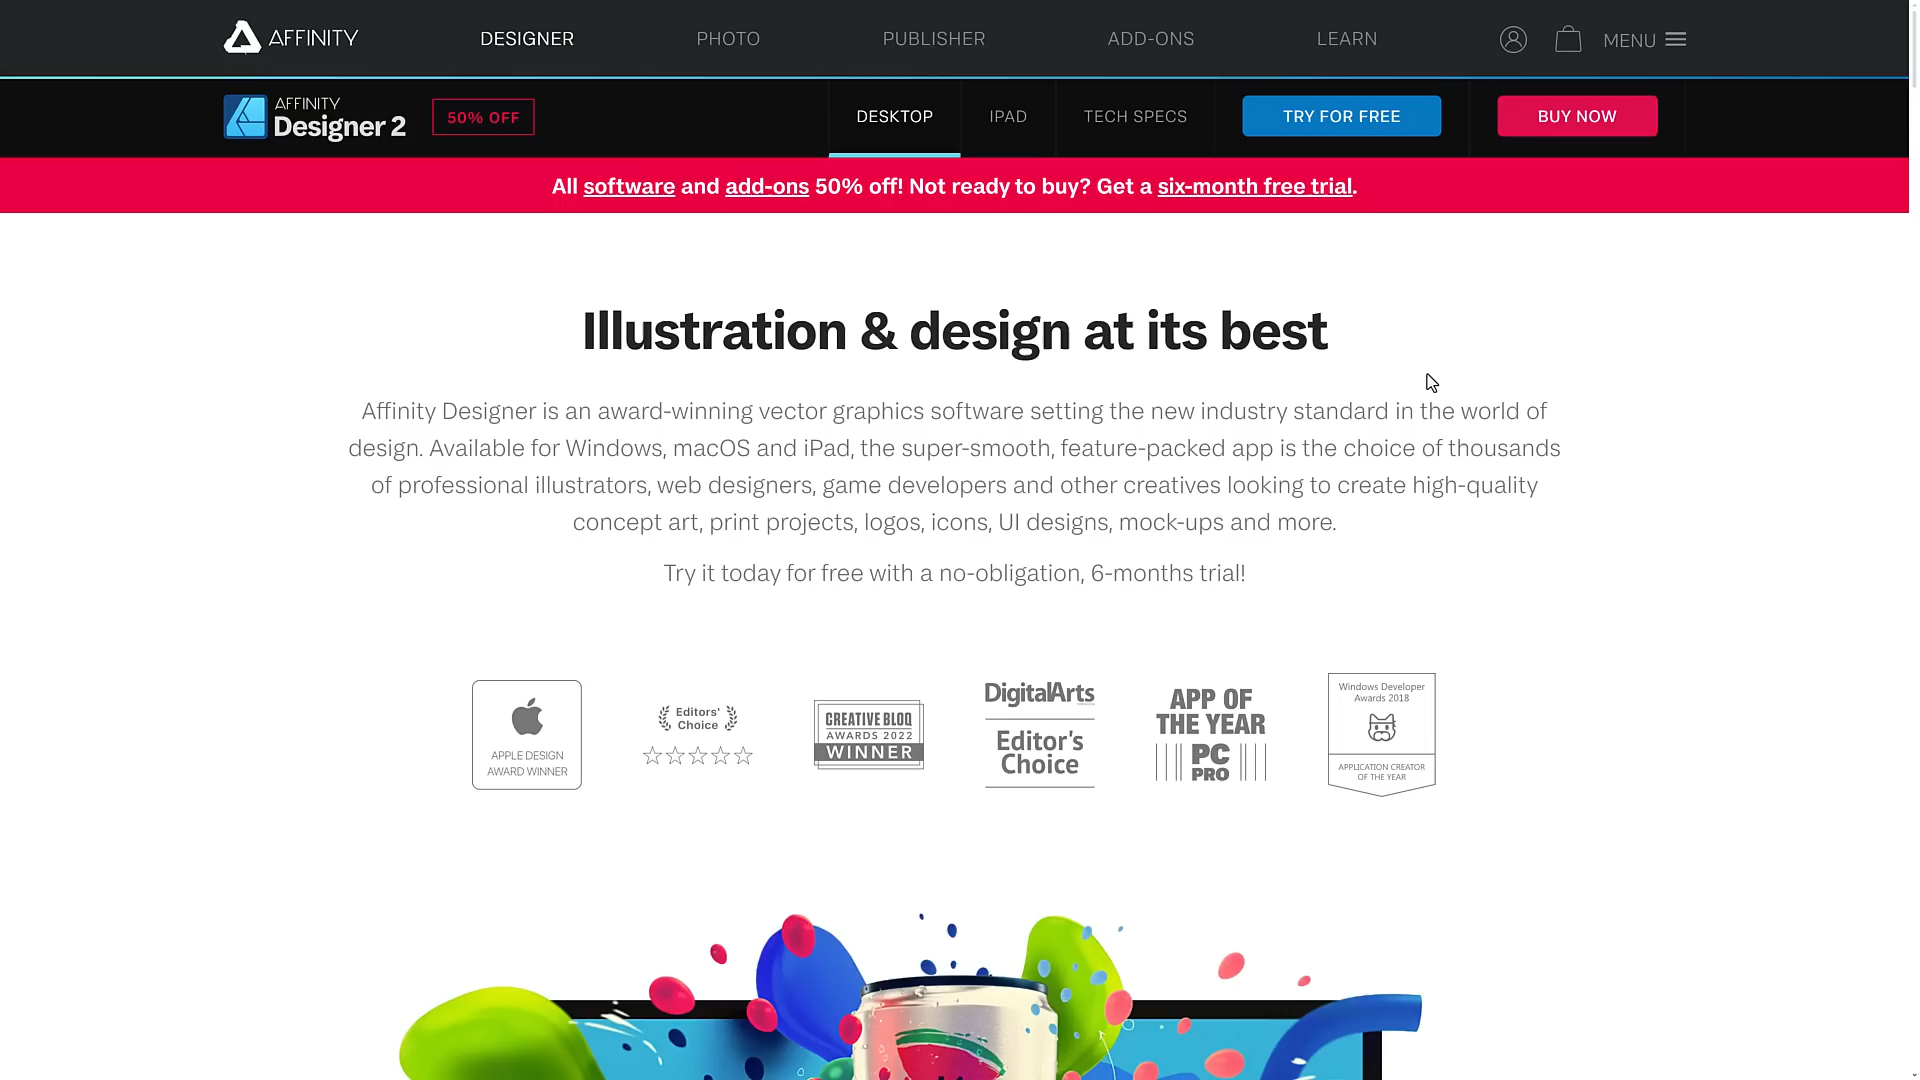 AFFINITY
DESIGNER
PHOTO
PUBLISHER
ADD-ONS
LEARN
MENU
AFFINITY
Designer 2
50% OFF
DESKTOP
IPAD
TECH SPECS
TRY FOR FREE
BUY NOW
All software and add-ons 50% off! Not ready to buy? Get a six-month free trial.
Illustration & design at its best
Affinity Designer is an award-winning vector graphics software setting the new industry standard in the world of
design. Available for Windows, macOS and iPad, the super-smooth, feature-packed app is the choice of thousands
of professional illustrators, web designers, game developers and other creatives looking to create high-quality
concept art, print projects, logos, icons, UI designs, mock-ups and more.
Try it today for free with a no-obligation, 6-months trial!
APPLE DESIGN
AWARD WINNER
Editors'
Choice
CREATIVE BLOQ
AWARDS 2022
WINNER
DigitalArts
Editor's
Choice
APP OF
THE YEAR
PC
PRO
Windows Developer
Awards 2018
APPLICATION CREATOR
OF THE YEAR